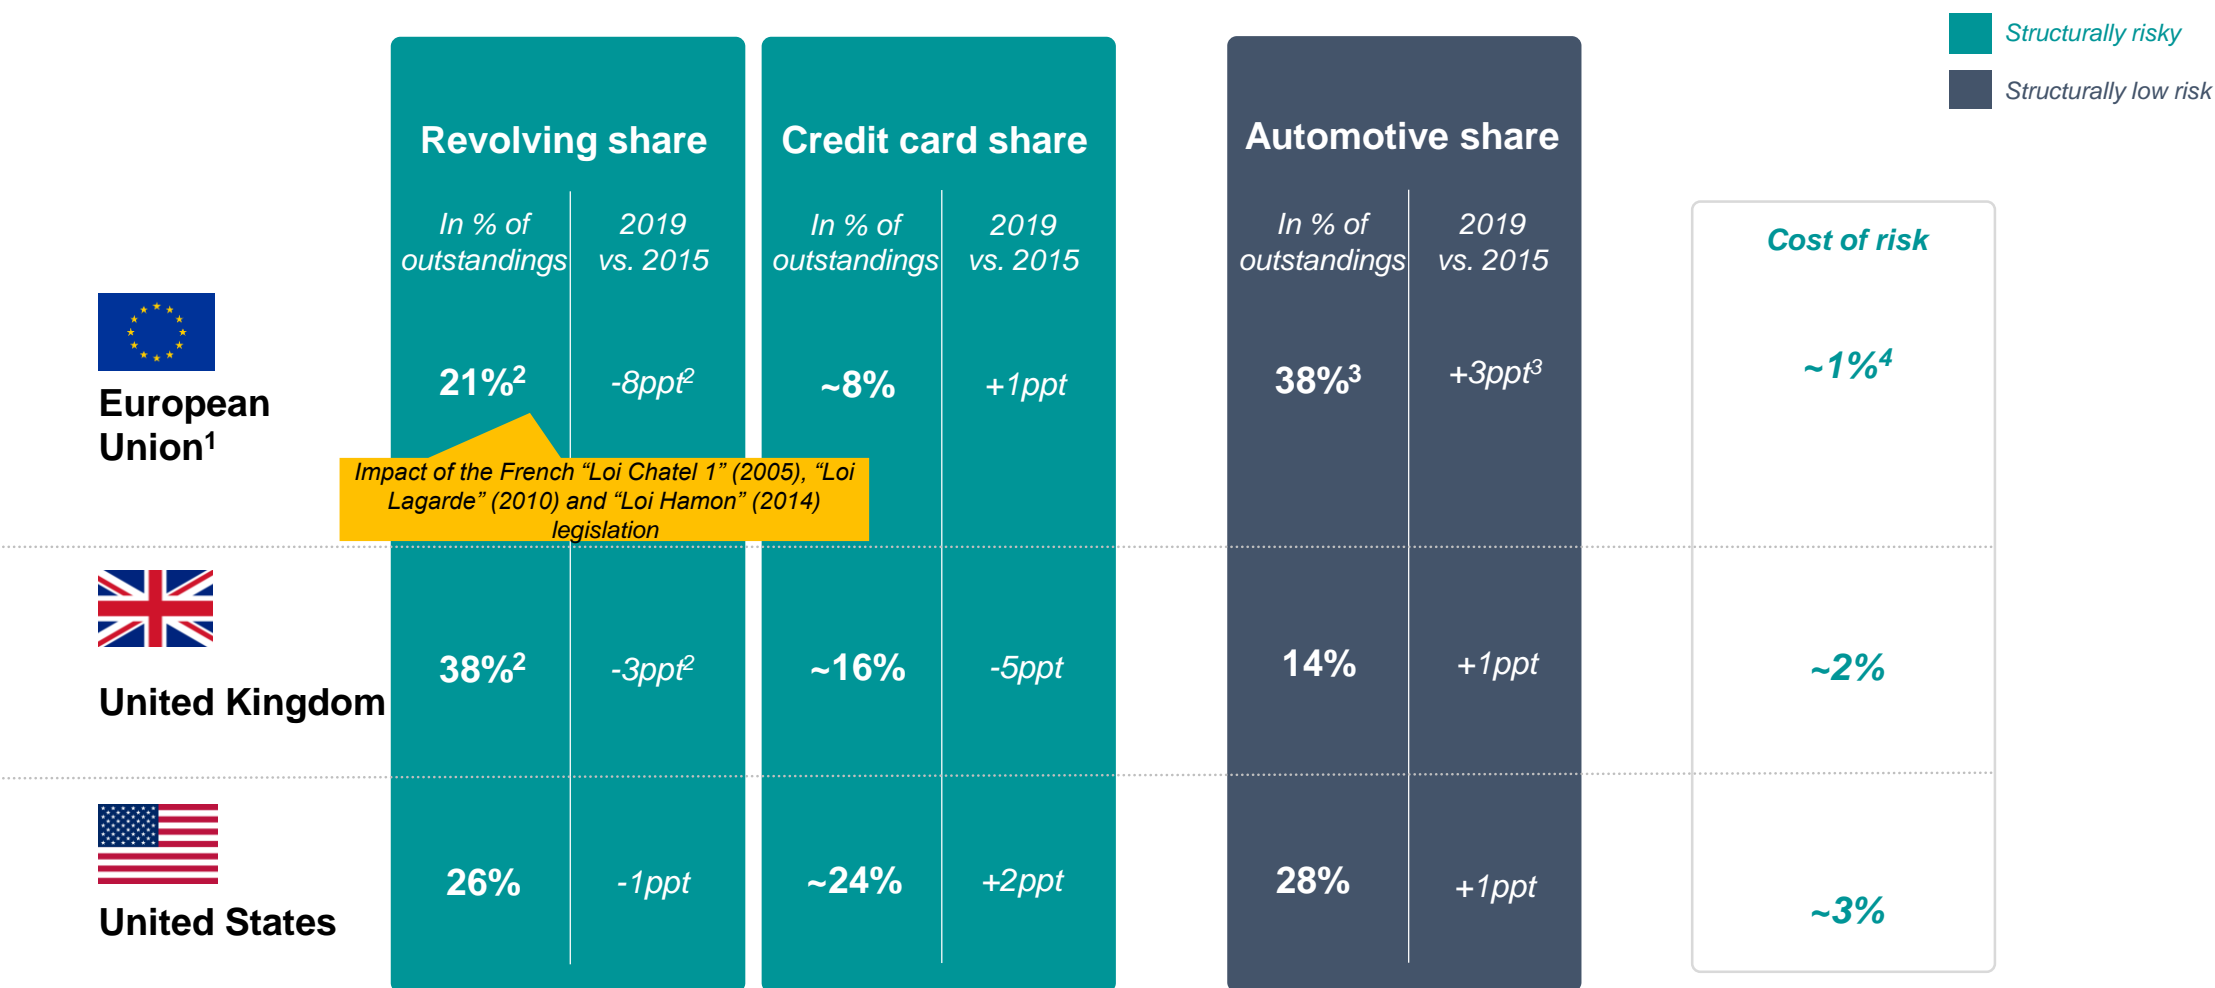 Structurally risky
Structurally low risk
Revolving share
Credit card share
Automotive share
In % of
outstandings
2019
vs. 2015
In % of
outstandings
2019
vs. 2015
In % of
outstandings
2019
vs. 2015
Cost of risk
European
Union¹
21%²
-8ppt²
~8%
+1ppt
38%³
+3ppt³
~1%⁴
Impact of the French “Loi Chatel 1” (2005), “Loi
Lagarde” (2010) and “Loi Hamon” (2014)
legislation
United Kingdom
38%²
-3ppt²
~16%
-5ppt
14%
+1ppt
~2%
United States
26%
-1ppt
~24%
+2ppt
28%
+1ppt
~3%